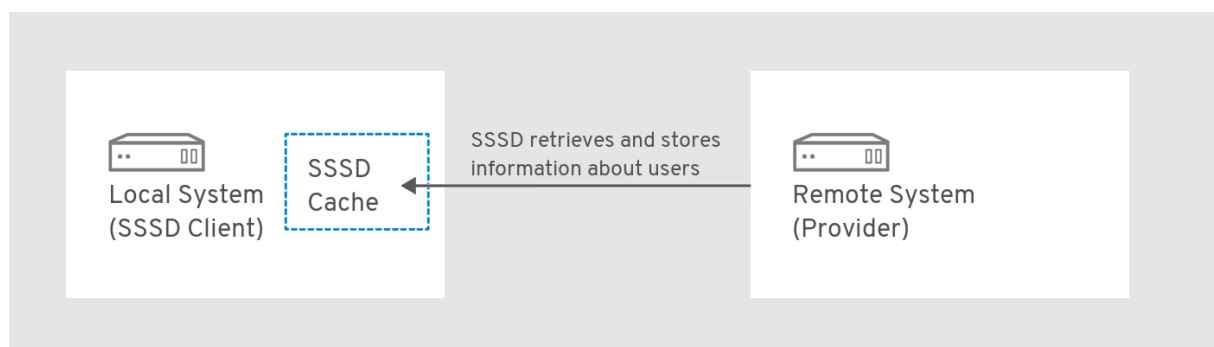 Local System
(SSSD Client)
SSSD
Cache
SSSD retrieves and stores
information about users
Remote System
(Provider)